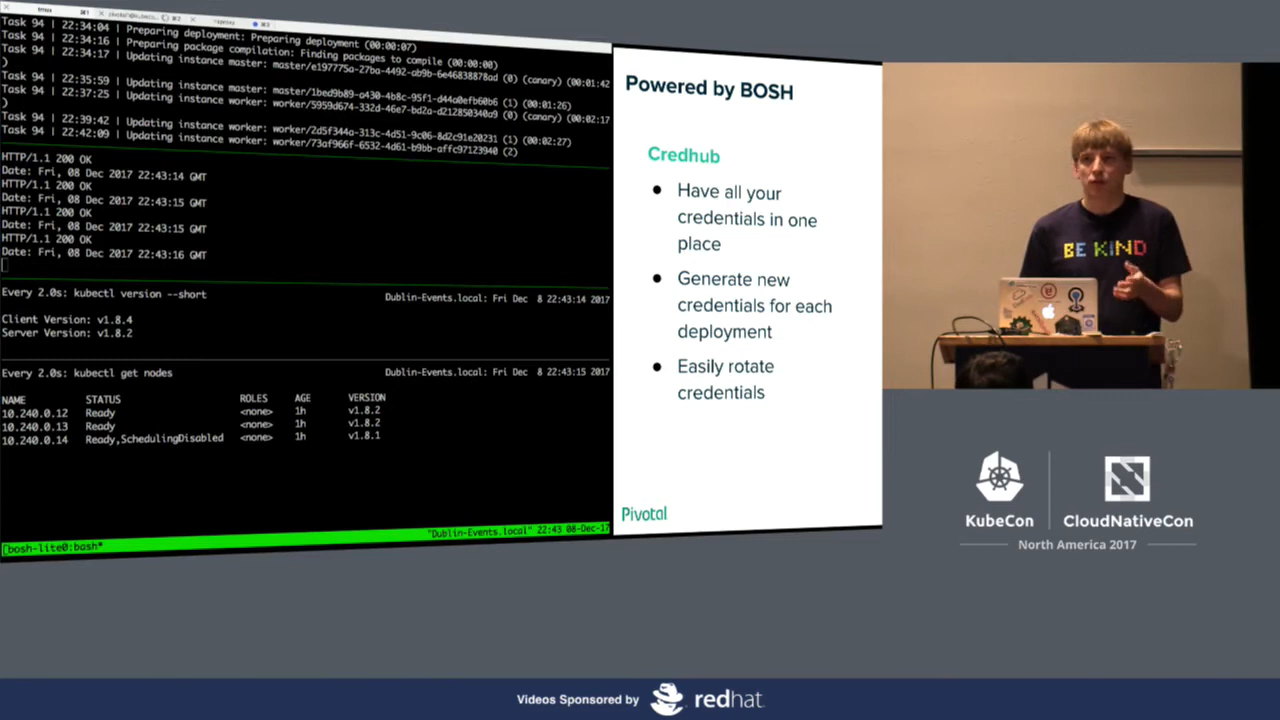 Task 94 | 22:34:04 | Preparing deployment: Preparing deployment (00:00:07)
Task 94 | 22:34:16 | Preparing package compilation: Finding packages to compile (00:00:00)
Task 94 | 22:34:17 | Updating instance master: master/e197775a-27ba-4492-ab9b-6e46838878ad (0) (canary) (00:01:42
)
Task 94 | 22:35:59 | Updating instance master: master/1bed9b89-a430-4b8c-95f1-d44a0efb60b6 (1) (00:01:26)
Task 94 | 22:37:25 | Updating instance worker: worker/5959d674-332d-46e7-bd2a-d212850340a9 (0) (canary) (00:02:17
)
Task 94 | 22:39:42 | Updating instance worker: worker/2d5f344a-313c-4d51-9c06-8d2c91e20231 (1) (00:02:27)
Task 94 | 22:42:09 | Updating instance worker: worker/73af966f-6532-4d61-b9bb-affc97123940 (2)
HTTP/1.1 200 OK
Date: Fri, 08 Dec 2017 22:43:14 GMT
HTTP/1.1 200 OK
Date: Fri, 08 Dec 2017 22:43:15 GMT
HTTP/1.1 200 OK
Date: Fri, 08 Dec 2017 22:43:15 GMT
HTTP/1.1 200 OK
Date: Fri, 08 Dec 2017 22:43:16 GMT
Every 2.0s: kubectl version --short Dublin-Events.local: Fri Dec 8 22:43:14 2017
Client Version: v1.8.4
Server Version: v1.8.2
Every 2.0s: kubectl get nodes Dublin-Events.local: Fri Dec 8 22:43:15 2017
NAME STATUS ROLES AGE VERSION
10.240.0.12 Ready <none> 1h v1.8.2
10.240.0.13 Ready <none> 1h v1.8.2
10.240.0.14 Ready,SchedulingDisabled <none> 1h v1.8.1
[bosh-lite0:bash* "Dublin-Events.local" 22:43 08-Dec-17
Powered by BOSH
Credhub
● Have all your
credentials in one
place
● Generate new
credentials for each
deployment
● Easily rotate
credentials
Pivotal
BE KIND
KubeCon
CloudNativeCon
North America 2017
Videos Sponsored by redhat